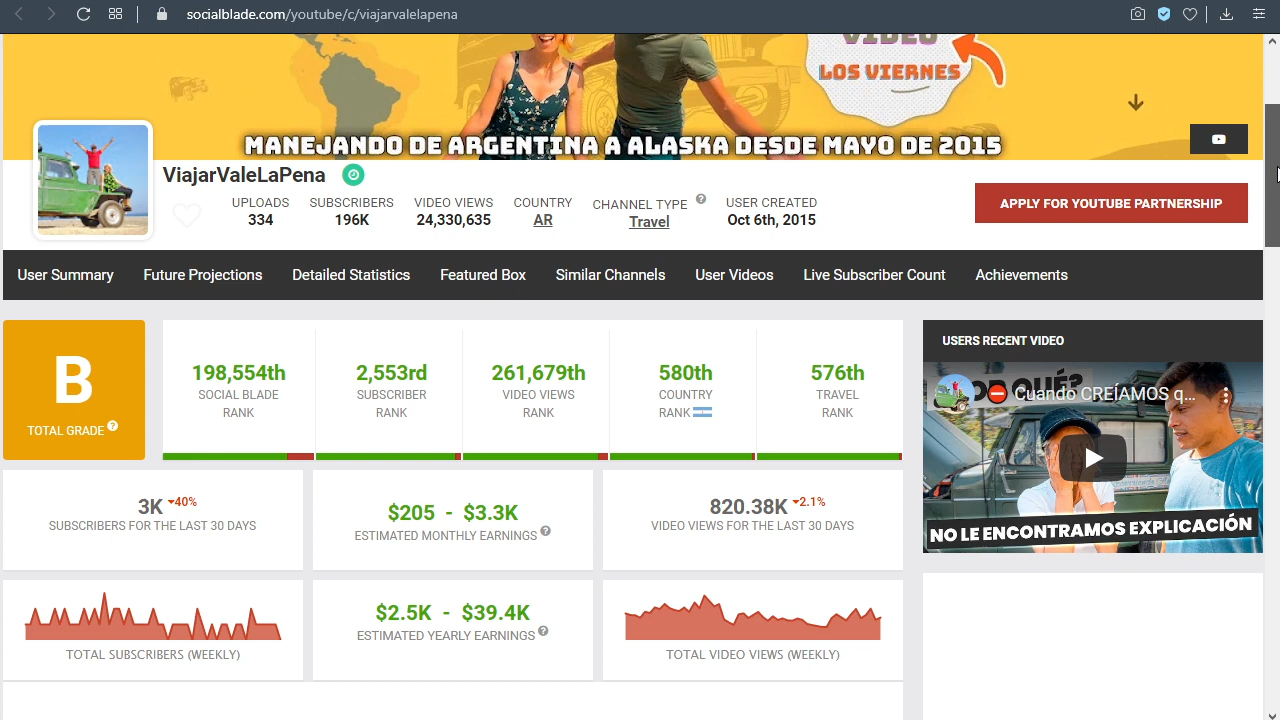 socialblade.com/youtube/c/viajarvalelapena
VIDEO
LOS VIERNES
MANEJANDO DE ARGENTINA A ALASKA DESDE MAYO DE 2015
ViajarValeLaPena
UPLOADS SUBSCRIBERS VIDEO VIEWS COUNTRY CHANNEL TYPE ? USER CREATED
334 196K 24,330,635 AR Travel Oct 6th, 2015
APPLY FOR YOUTUBE PARTNERSHIP
User Summary Future Projections Detailed Statistics Featured Box Similar Channels User Videos Live Subscriber Count Achievements
B
TOTAL GRADE ?
198,554th
SOCIAL BLADE
RANK
2,553rd
SUBSCRIBER
RANK
261,679th
VIDEO VIEWS
RANK
580th
COUNTRY
RANK
576th
TRAVEL
RANK
USERS RECENT VIDEO
Cuando CREÍAMOS q...
QUÉ?
NO LE ENCONTRAMOS EXPLICACIÓN
3K 40%
SUBSCRIBERS FOR THE LAST 30 DAYS
$205 - $3.3K
ESTIMATED MONTHLY EARNINGS ?
820.38K 2.1%
VIDEO VIEWS FOR THE LAST 30 DAYS
TOTAL SUBSCRIBERS (WEEKLY)
$2.5K - $39.4K
ESTIMATED YEARLY EARNINGS ?
TOTAL VIDEO VIEWS (WEEKLY)